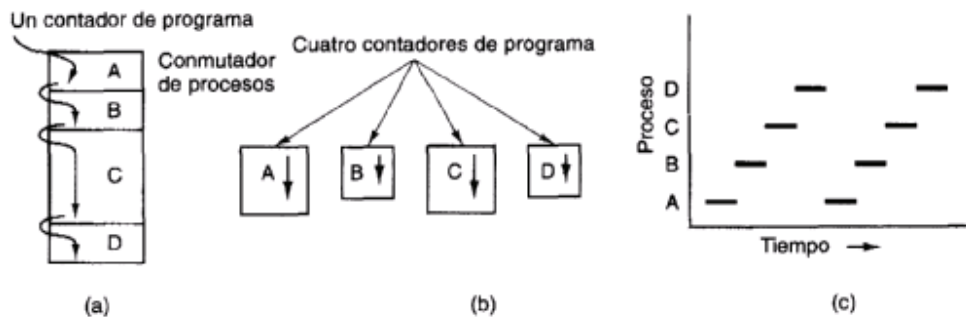 Un contador de programa
Conmutador
de procesos
A
B
C
D
(a)
Cuatro contadores de programa
A
B
C
D
(b)
Proceso
D
C
B
A
Tiempo
(c)